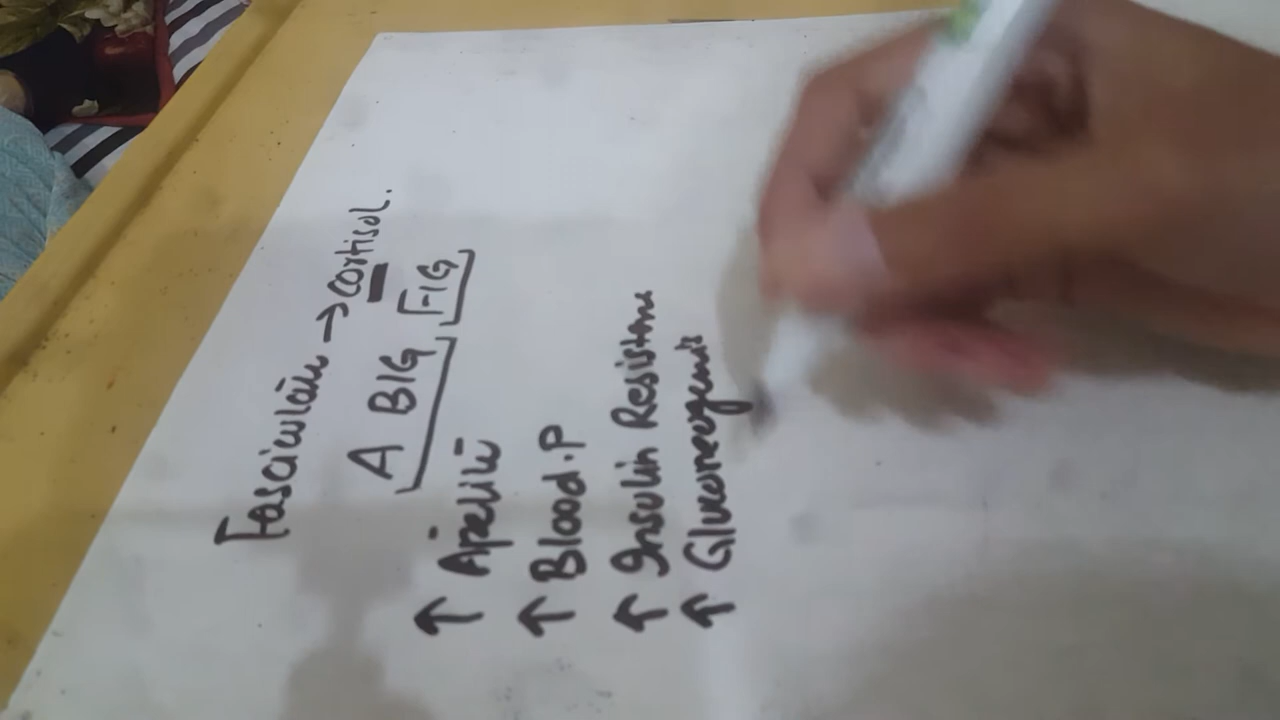 Fasciculata → Cortisol.
A BIG FIG
↑ Apetite
↑ Blood.P
↑ Insulin Resistance
↑ Gluconeogenesis